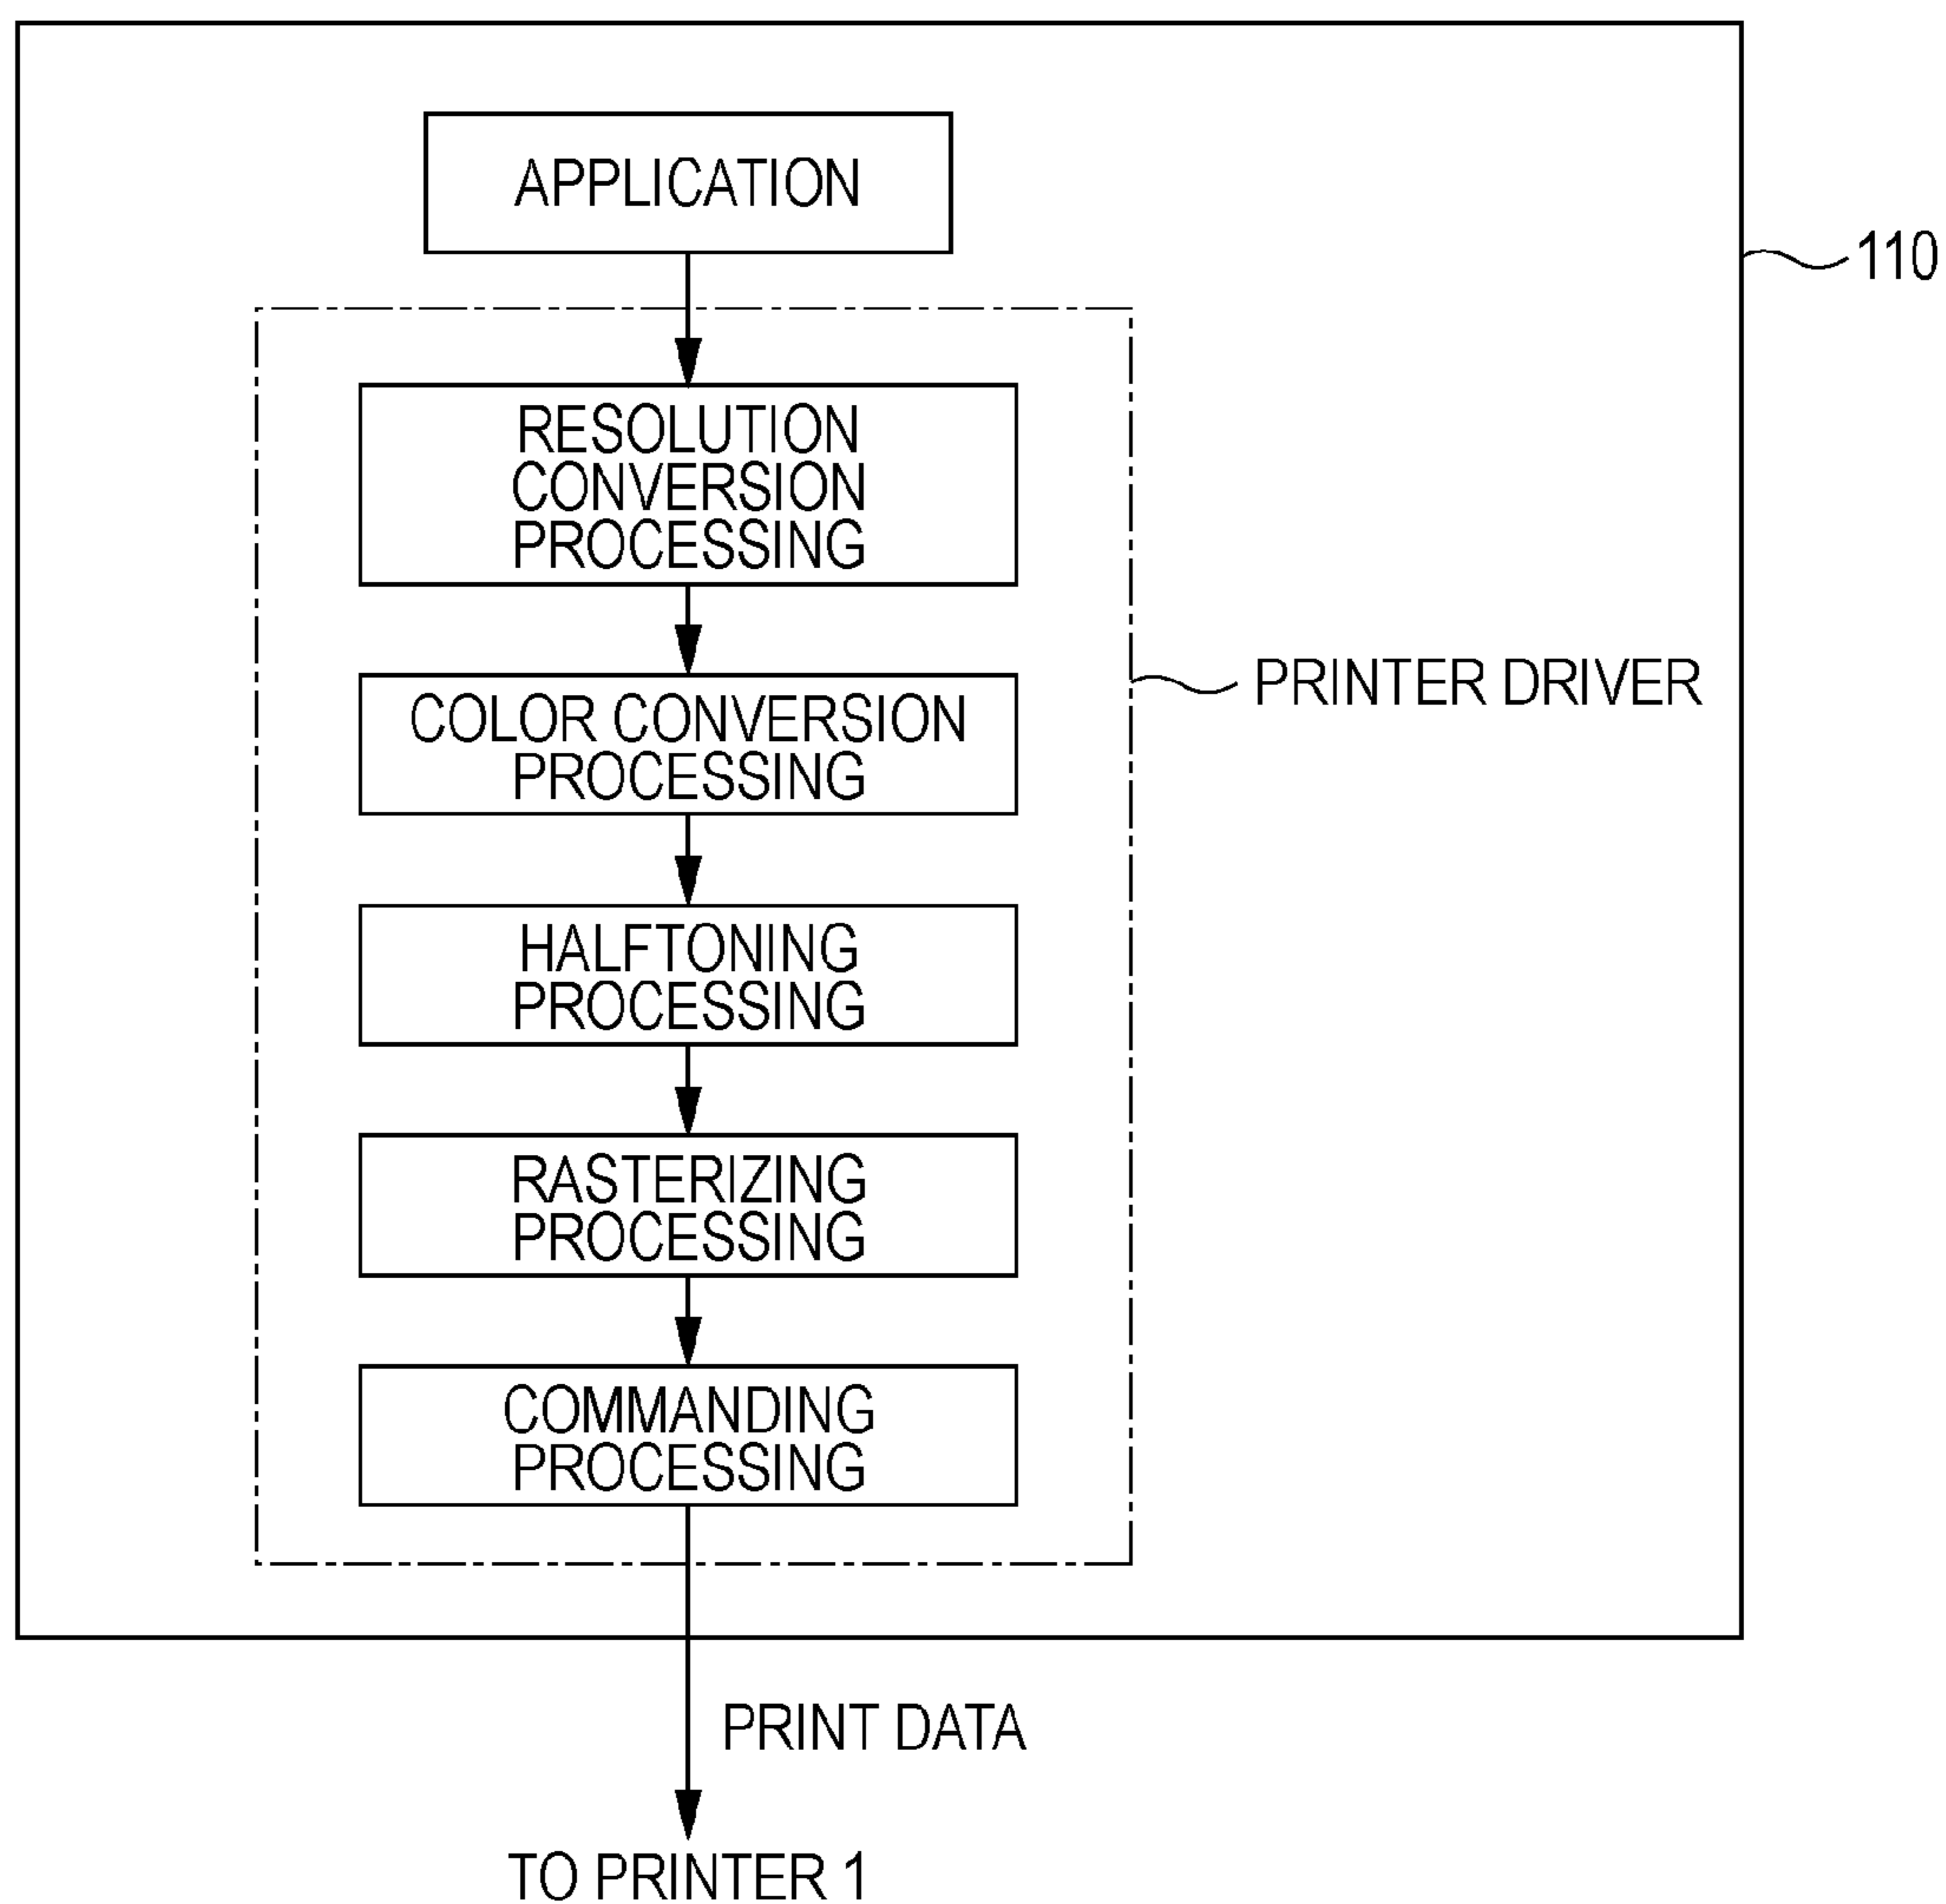 APPLICATION
110
RESOLUTION
CONVERSION
PROCESSING
COLOR CONVERSION
PROCESSING
PRINTER DRIVER
HALFTONING
PROCESSING
RASTERIZING
PROCESSING
COMMANDING
PROCESSING
PRINT DATA
TO PRINTER 1